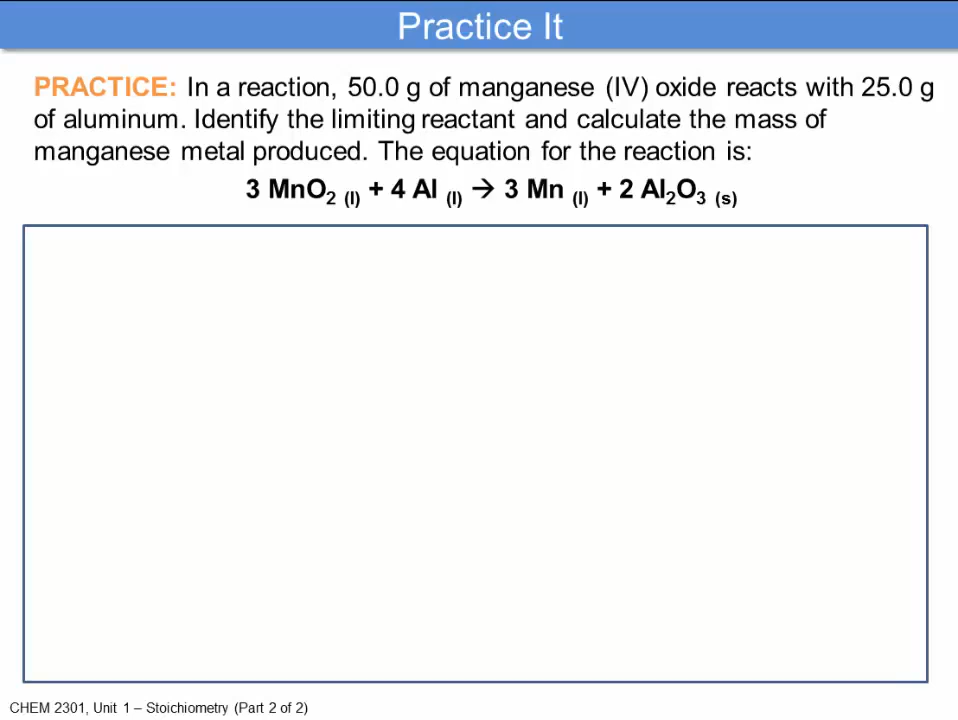 Practice It
PRACTICE: In a reaction, 50.0 g of manganese (IV) oxide reacts with 25.0 g
of aluminum. Identify the limiting reactant and calculate the mass of
manganese metal produced. The equation for the reaction is:
3 MnO₂ (l) + 4 Al (l) → 3 Mn (l) + 2 Al₂O₃ (s)
CHEM 2301, Unit 1 – Stoichiometry (Part 2 of 2)